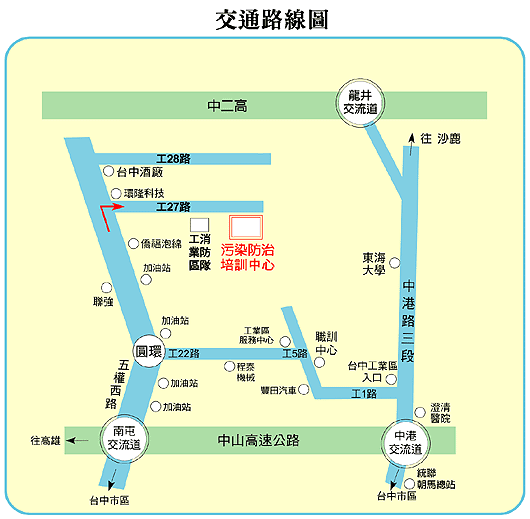 交通路線圖
中二高
龍井
交流道
往 沙鹿
工28路
台中酒廠
環隆科技
工27路
工業區
消防隊
污染防治
培訓中心
僑福泡綿
加油站
聯強
東海
大學
中港路三段
加油站
圓環
工22路
工業區
服務中心
工5路
職訓
中心
程泰
機械
豐田汽車
台中工業區
入口
工1路
五權西路
加油站
加油站
澄清
醫院
往高雄
南屯
交流道
中山高速公路
中港
交流道
統聯
朝馬總站
台中市區
台中市區